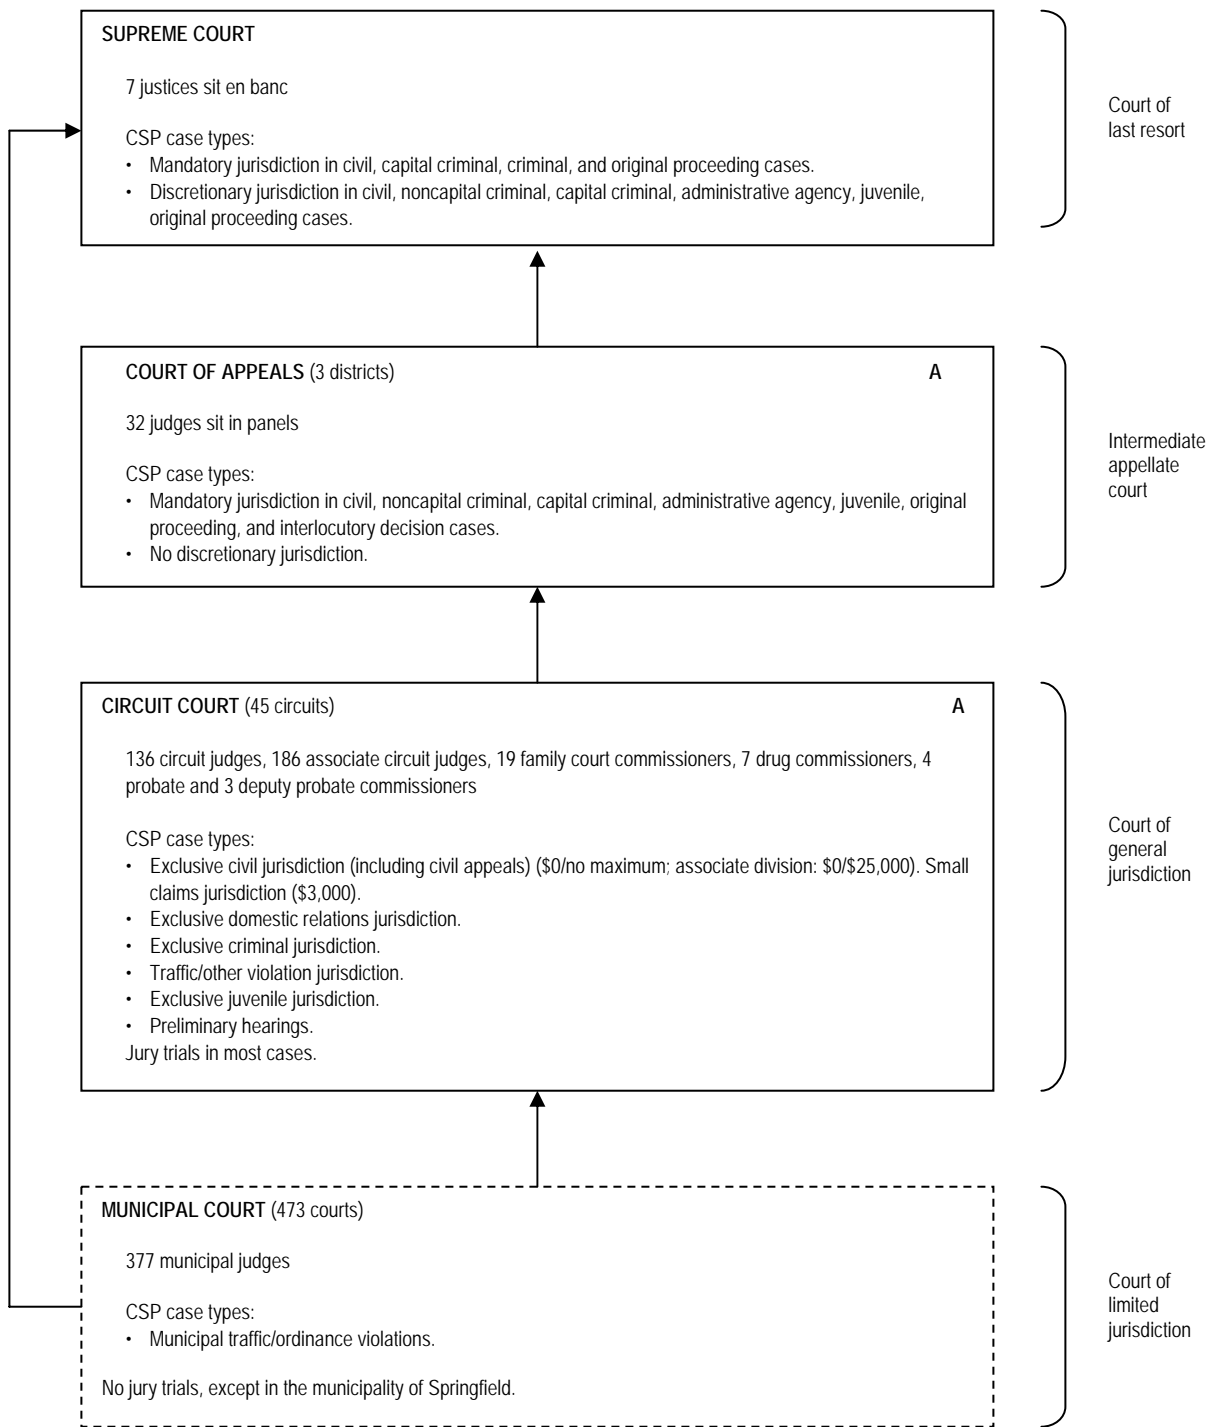 SUPREME COURT
7 justices sit en banc
CSP case types:
• Mandatory jurisdiction in civil, capital criminal, criminal, and original proceeding cases.
• Discretionary jurisdiction in civil, noncapital criminal, capital criminal, administrative agency, juvenile,
original proceeding cases.
Court of
last resort
COURT OF APPEALS (3 districts) A
32 judges sit in panels
CSP case types:
• Mandatory jurisdiction in civil, noncapital criminal, capital criminal, administrative agency, juvenile, original
proceeding, and interlocutory decision cases.
• No discretionary jurisdiction.
Intermediate
appellate
court
CIRCUIT COURT (45 circuits) A
136 circuit judges, 186 associate circuit judges, 19 family court commissioners, 7 drug commissioners, 4
probate and 3 deputy probate commissioners
CSP case types:
• Exclusive civil jurisdiction (including civil appeals) ($0/no maximum; associate division: $0/$25,000). Small
claims jurisdiction ($3,000).
• Exclusive domestic relations jurisdiction.
• Exclusive criminal jurisdiction.
• Traffic/other violation jurisdiction.
• Exclusive juvenile jurisdiction.
• Preliminary hearings.
Jury trials in most cases.
Court of
general
jurisdiction
MUNICIPAL COURT (473 courts)
377 municipal judges
CSP case types:
• Municipal traffic/ordinance violations.
No jury trials, except in the municipality of Springfield.
Court of
limited
jurisdiction